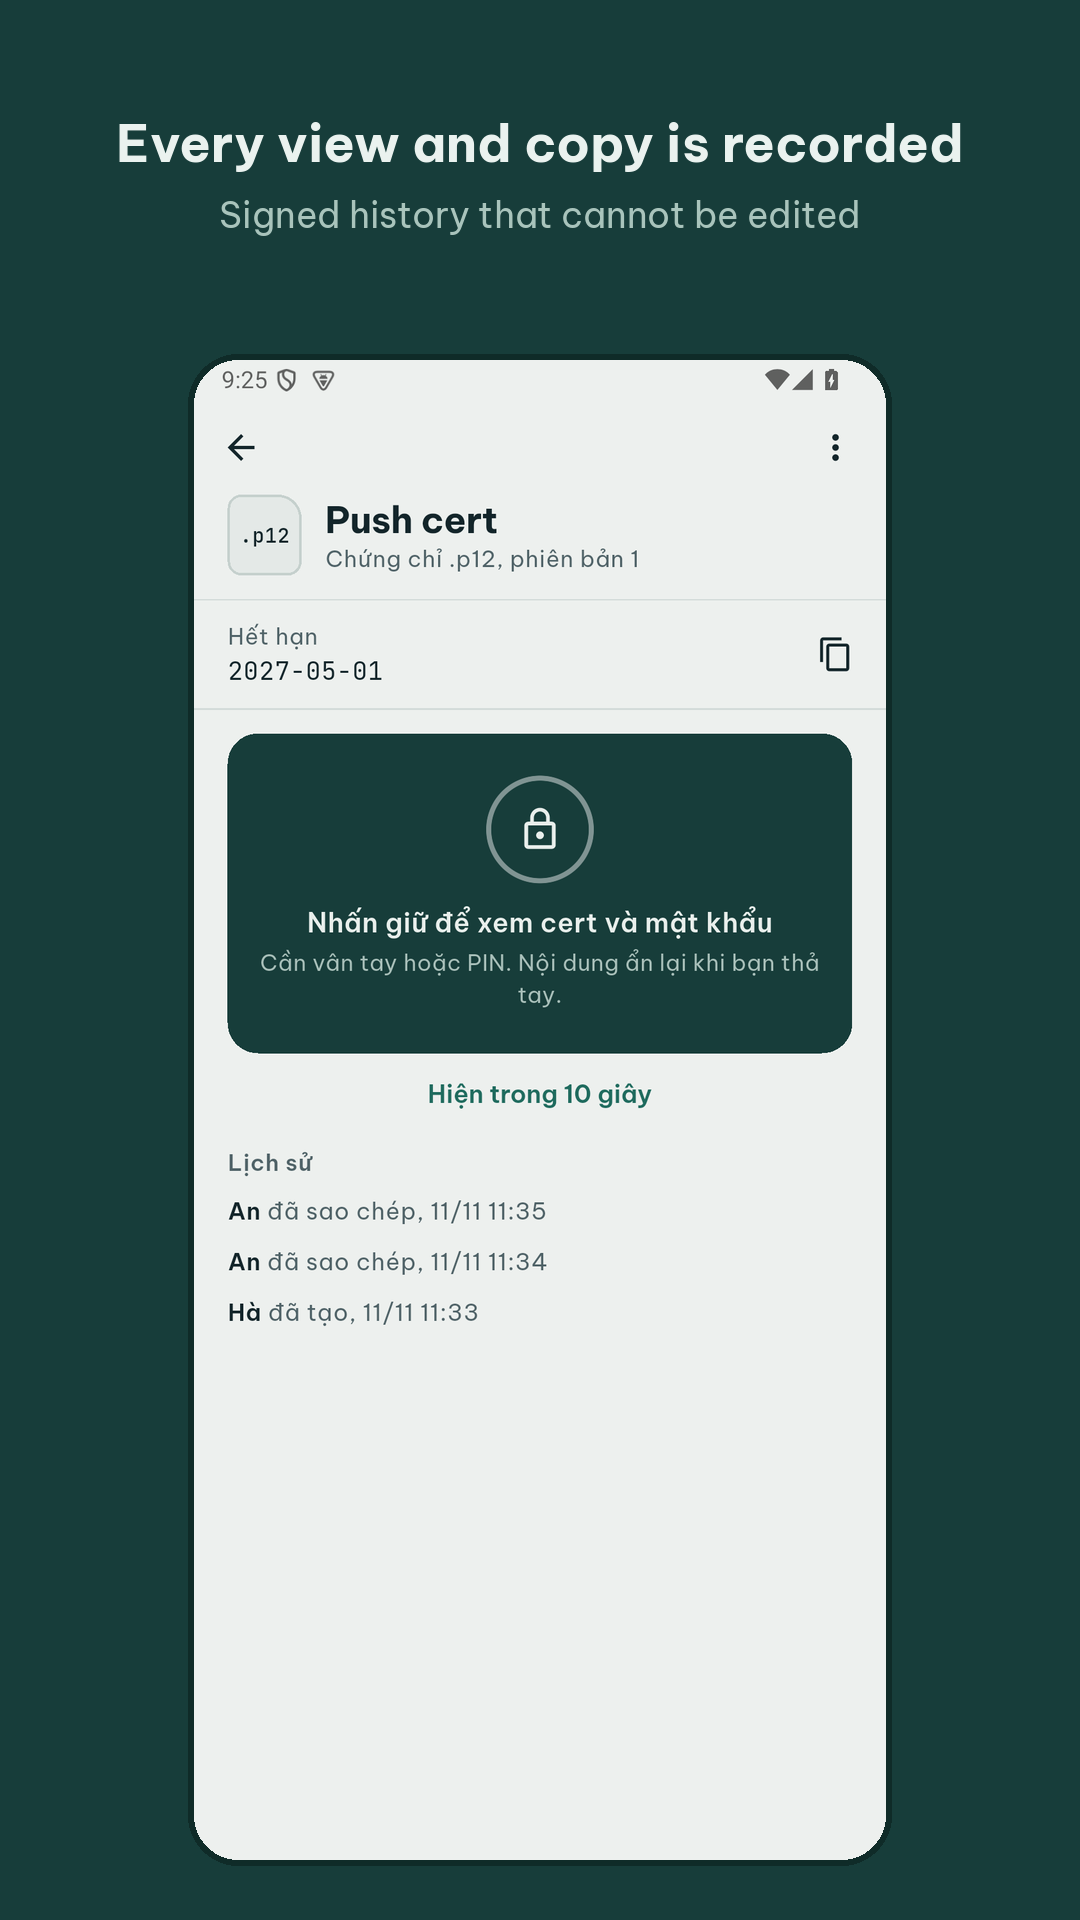 Every view and copy is recorded
Signed history that cannot be edited
9:25
.p12
Push cert
Chứng chỉ .p12, phiên bản 1
Hết hạn
2027-05-01
Nhấn giữ để xem cert và mật khẩu
Cần vân tay hoặc PIN. Nội dung ẩn lại khi bạn thả
tay.
Hiện trong 10 giây
Lịch sử
An đã sao chép, 11/11 11:35
An đã sao chép, 11/11 11:34
Hà đã tạo, 11/11 11:33